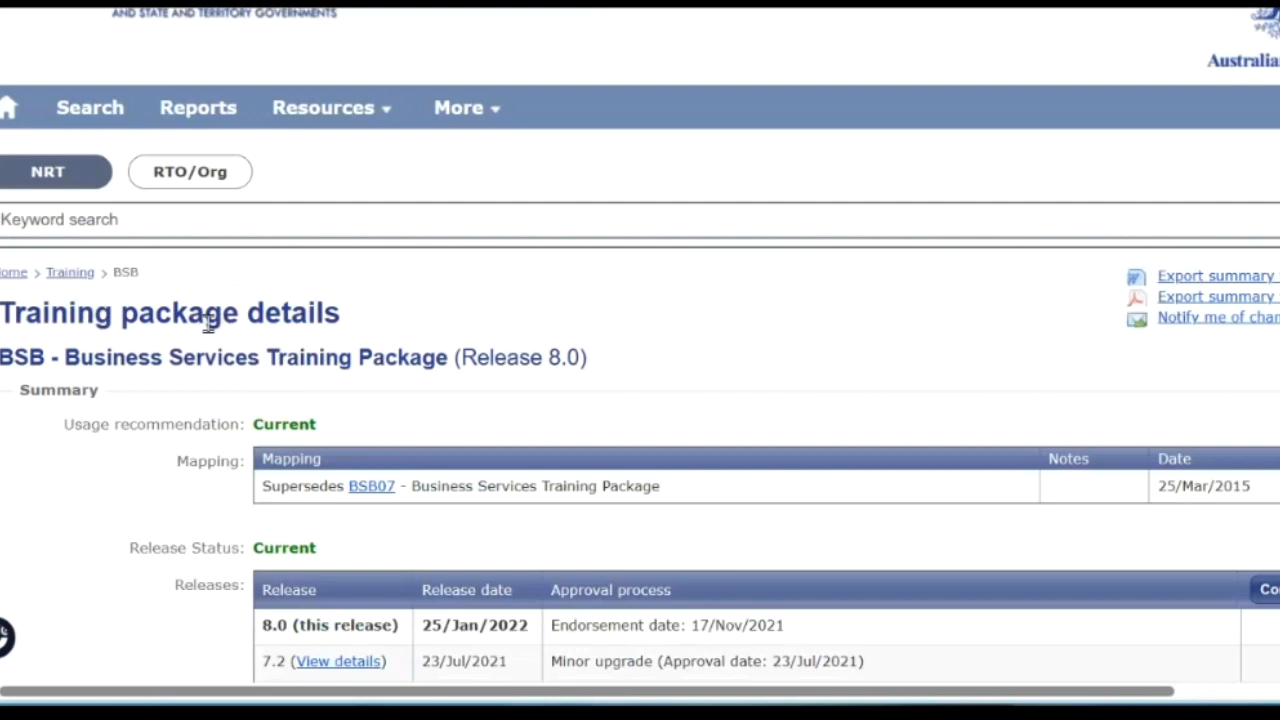 AND STATE AND TERRITORY GOVERNMENTS
Australia
Search Reports Resources More
NRT RTO/Org
Keyword search
ome > Training > BSB
Export summary
Export summary
Notify me of chan
Training package details
BSB - Business Services Training Package (Release 8.0)
Summary
Usage recommendation: Current
Mapping: Mapping Notes Date
Supersedes BSB07 - Business Services Training Package 25/Mar/2015
Release Status: Current
Releases: Release Release date Approval process Co
8.0 (this release) 25/Jan/2022 Endorsement date: 17/Nov/2021
7.2 (View details) 23/Jul/2021 Minor upgrade (Approval date: 23/Jul/2021)